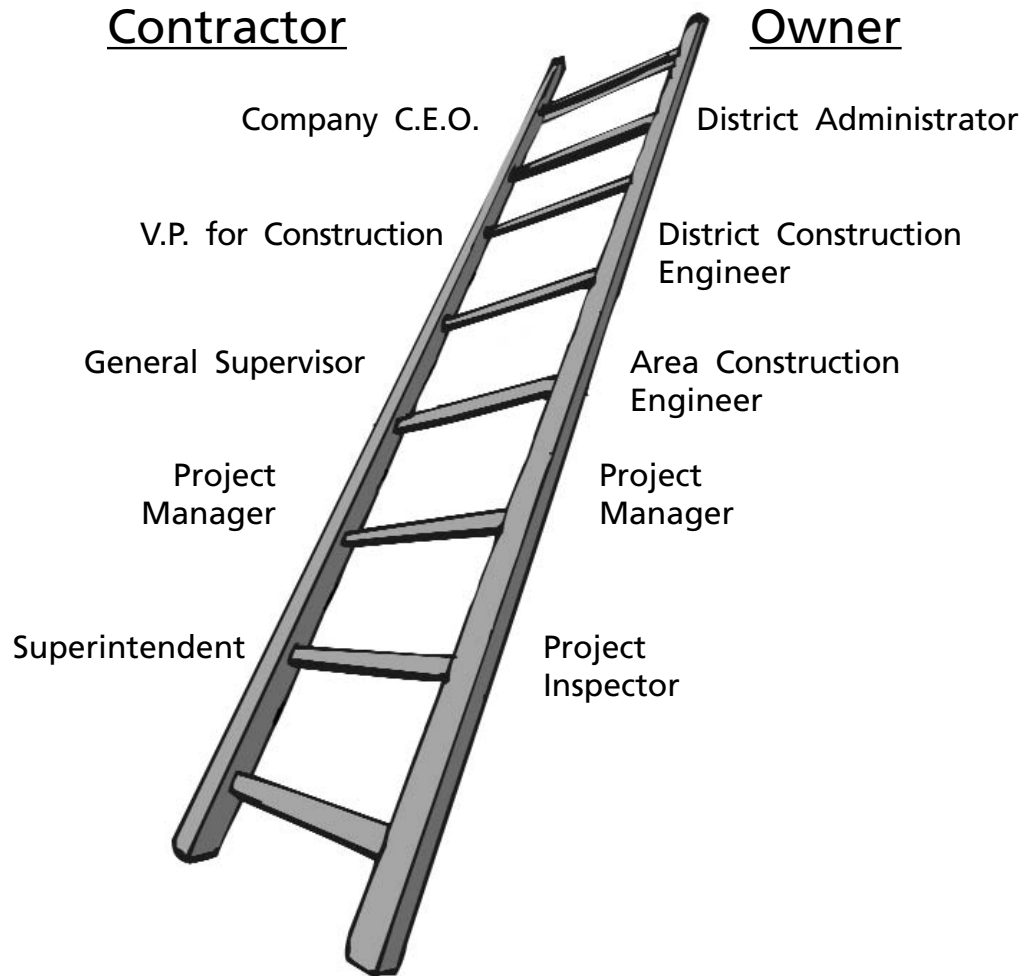 Contractor
Owner
Company C.E.O.
District Administrator
V.P. for Construction
District Construction
Engineer
General Supervisor
Area Construction
Engineer
Project
Manager
Project
Manager
Superintendent
Project
Inspector